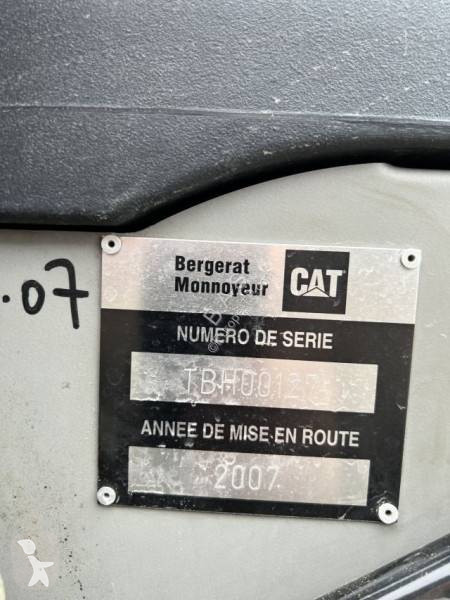 .07
Bergerat
Monnoyeur
CAT
NUMERO DE SERIE
ANNEE DE MISE EN ROUTE
2007